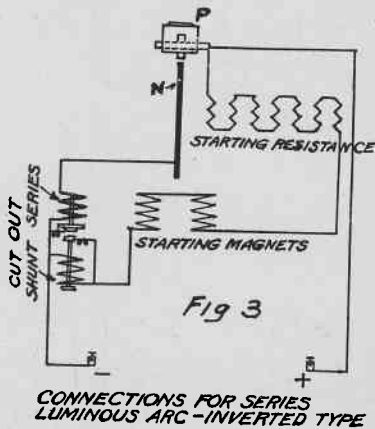 P
N
STARTING RESISTANCE
CUT OUT
SHUNT SERIES
STARTING MAGNETS
Fig 3
-
+
CONNECTIONS FOR SERIES
LUMINOUS ARC-INVERTED TYPE